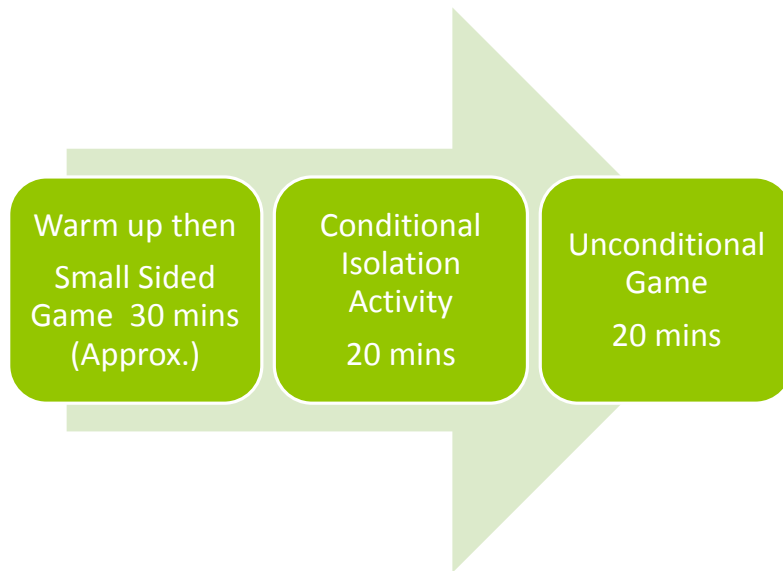 Warm up then
Small Sided
Game 30 mins
(Approx.)
Conditional
Isolation
Activity
20 mins
Unconditional
Game
20 mins